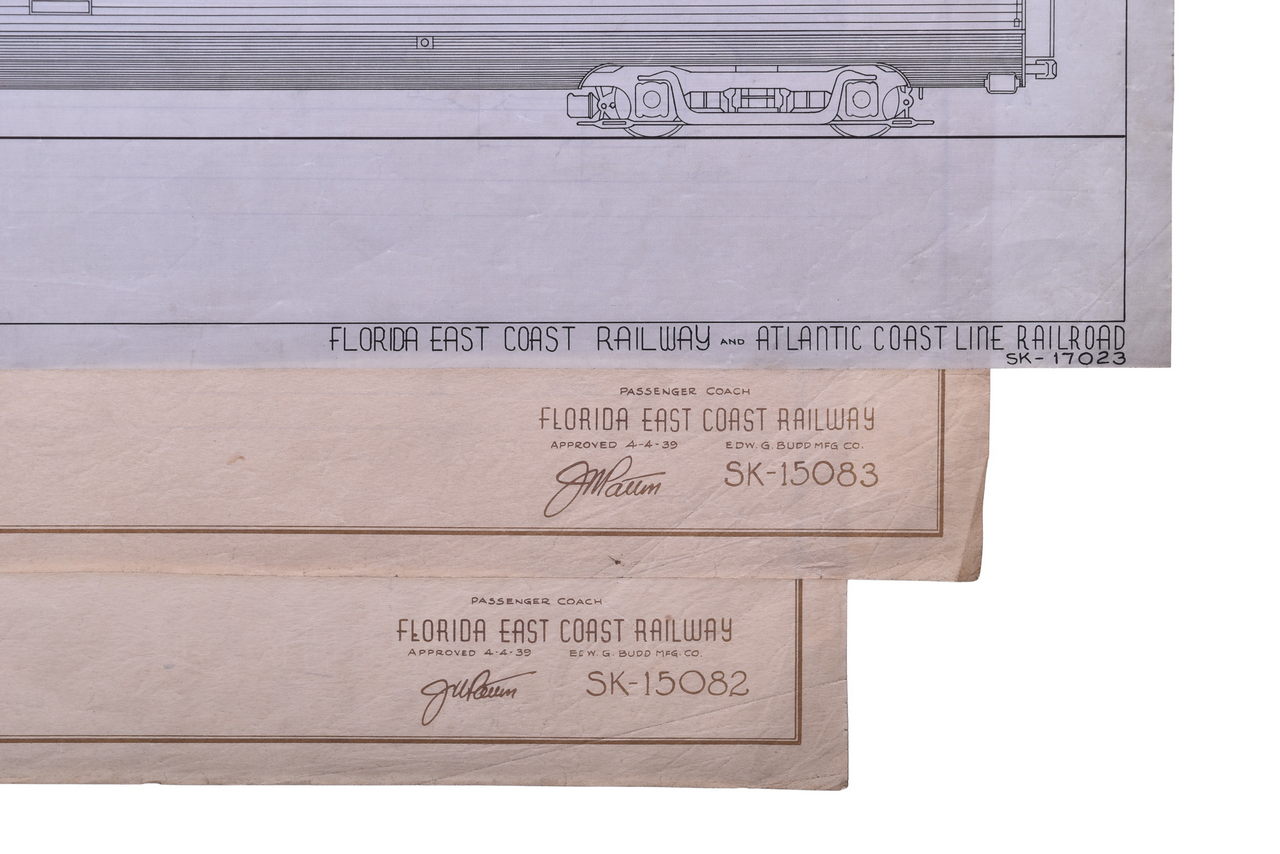 FLORIDA EAST COAST RAILWAY AND ATLANTIC COAST LINE RAILROAD
SK-17023
PASSENGER COACH
FLORIDA EAST COAST RAILWAY
APPROVED 4-4-39 EDW. G. BUDD MFG CO.
SK-15083
PASSENGER COACH
FLORIDA EAST COAST RAILWAY
APPROVED 4-4-39 EDW. G. BUDD MFG. CO.
SK-15082